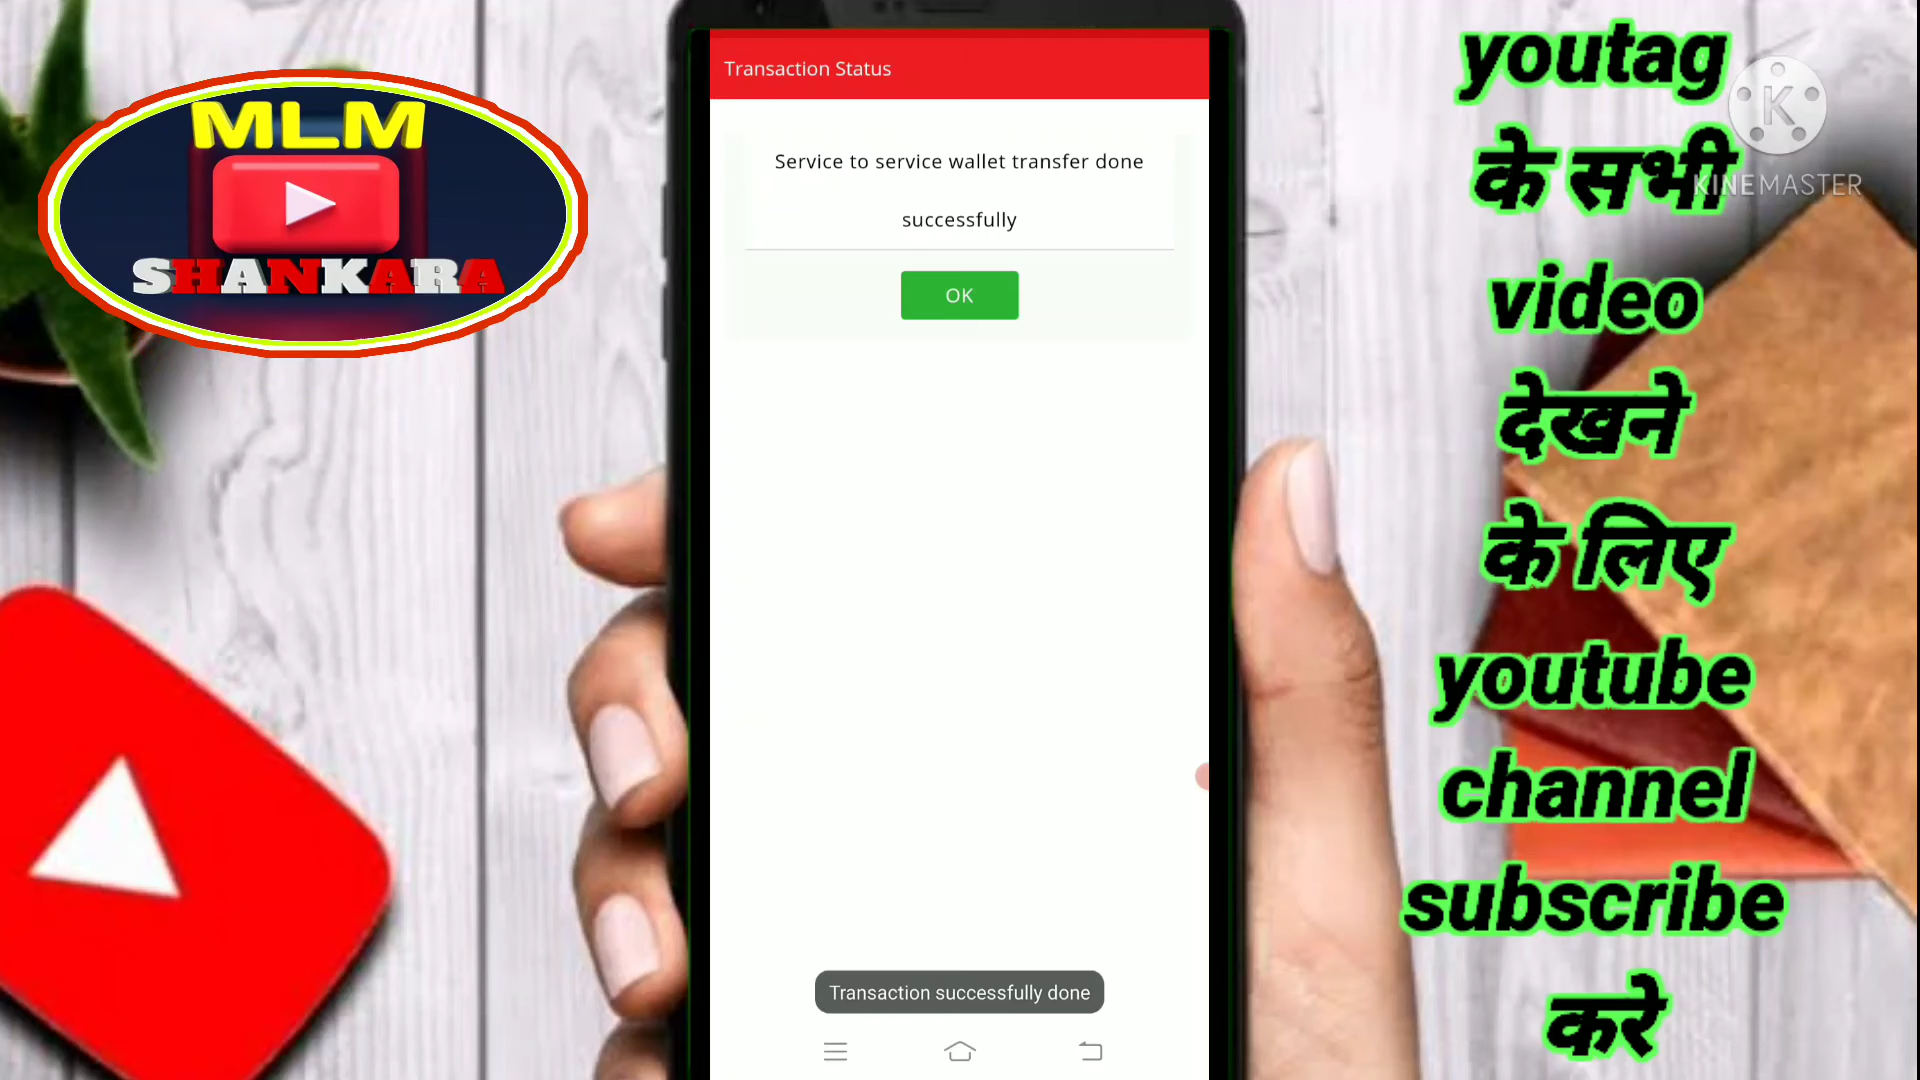 MLM
SHANKARA
Transaction Status
Service to service wallet transfer done
successfully
OK
Transaction successfully done
youtag
के सभी
video
देखने
के लिए
youtube
channel
subscribe
करे
K
KINEMASTER